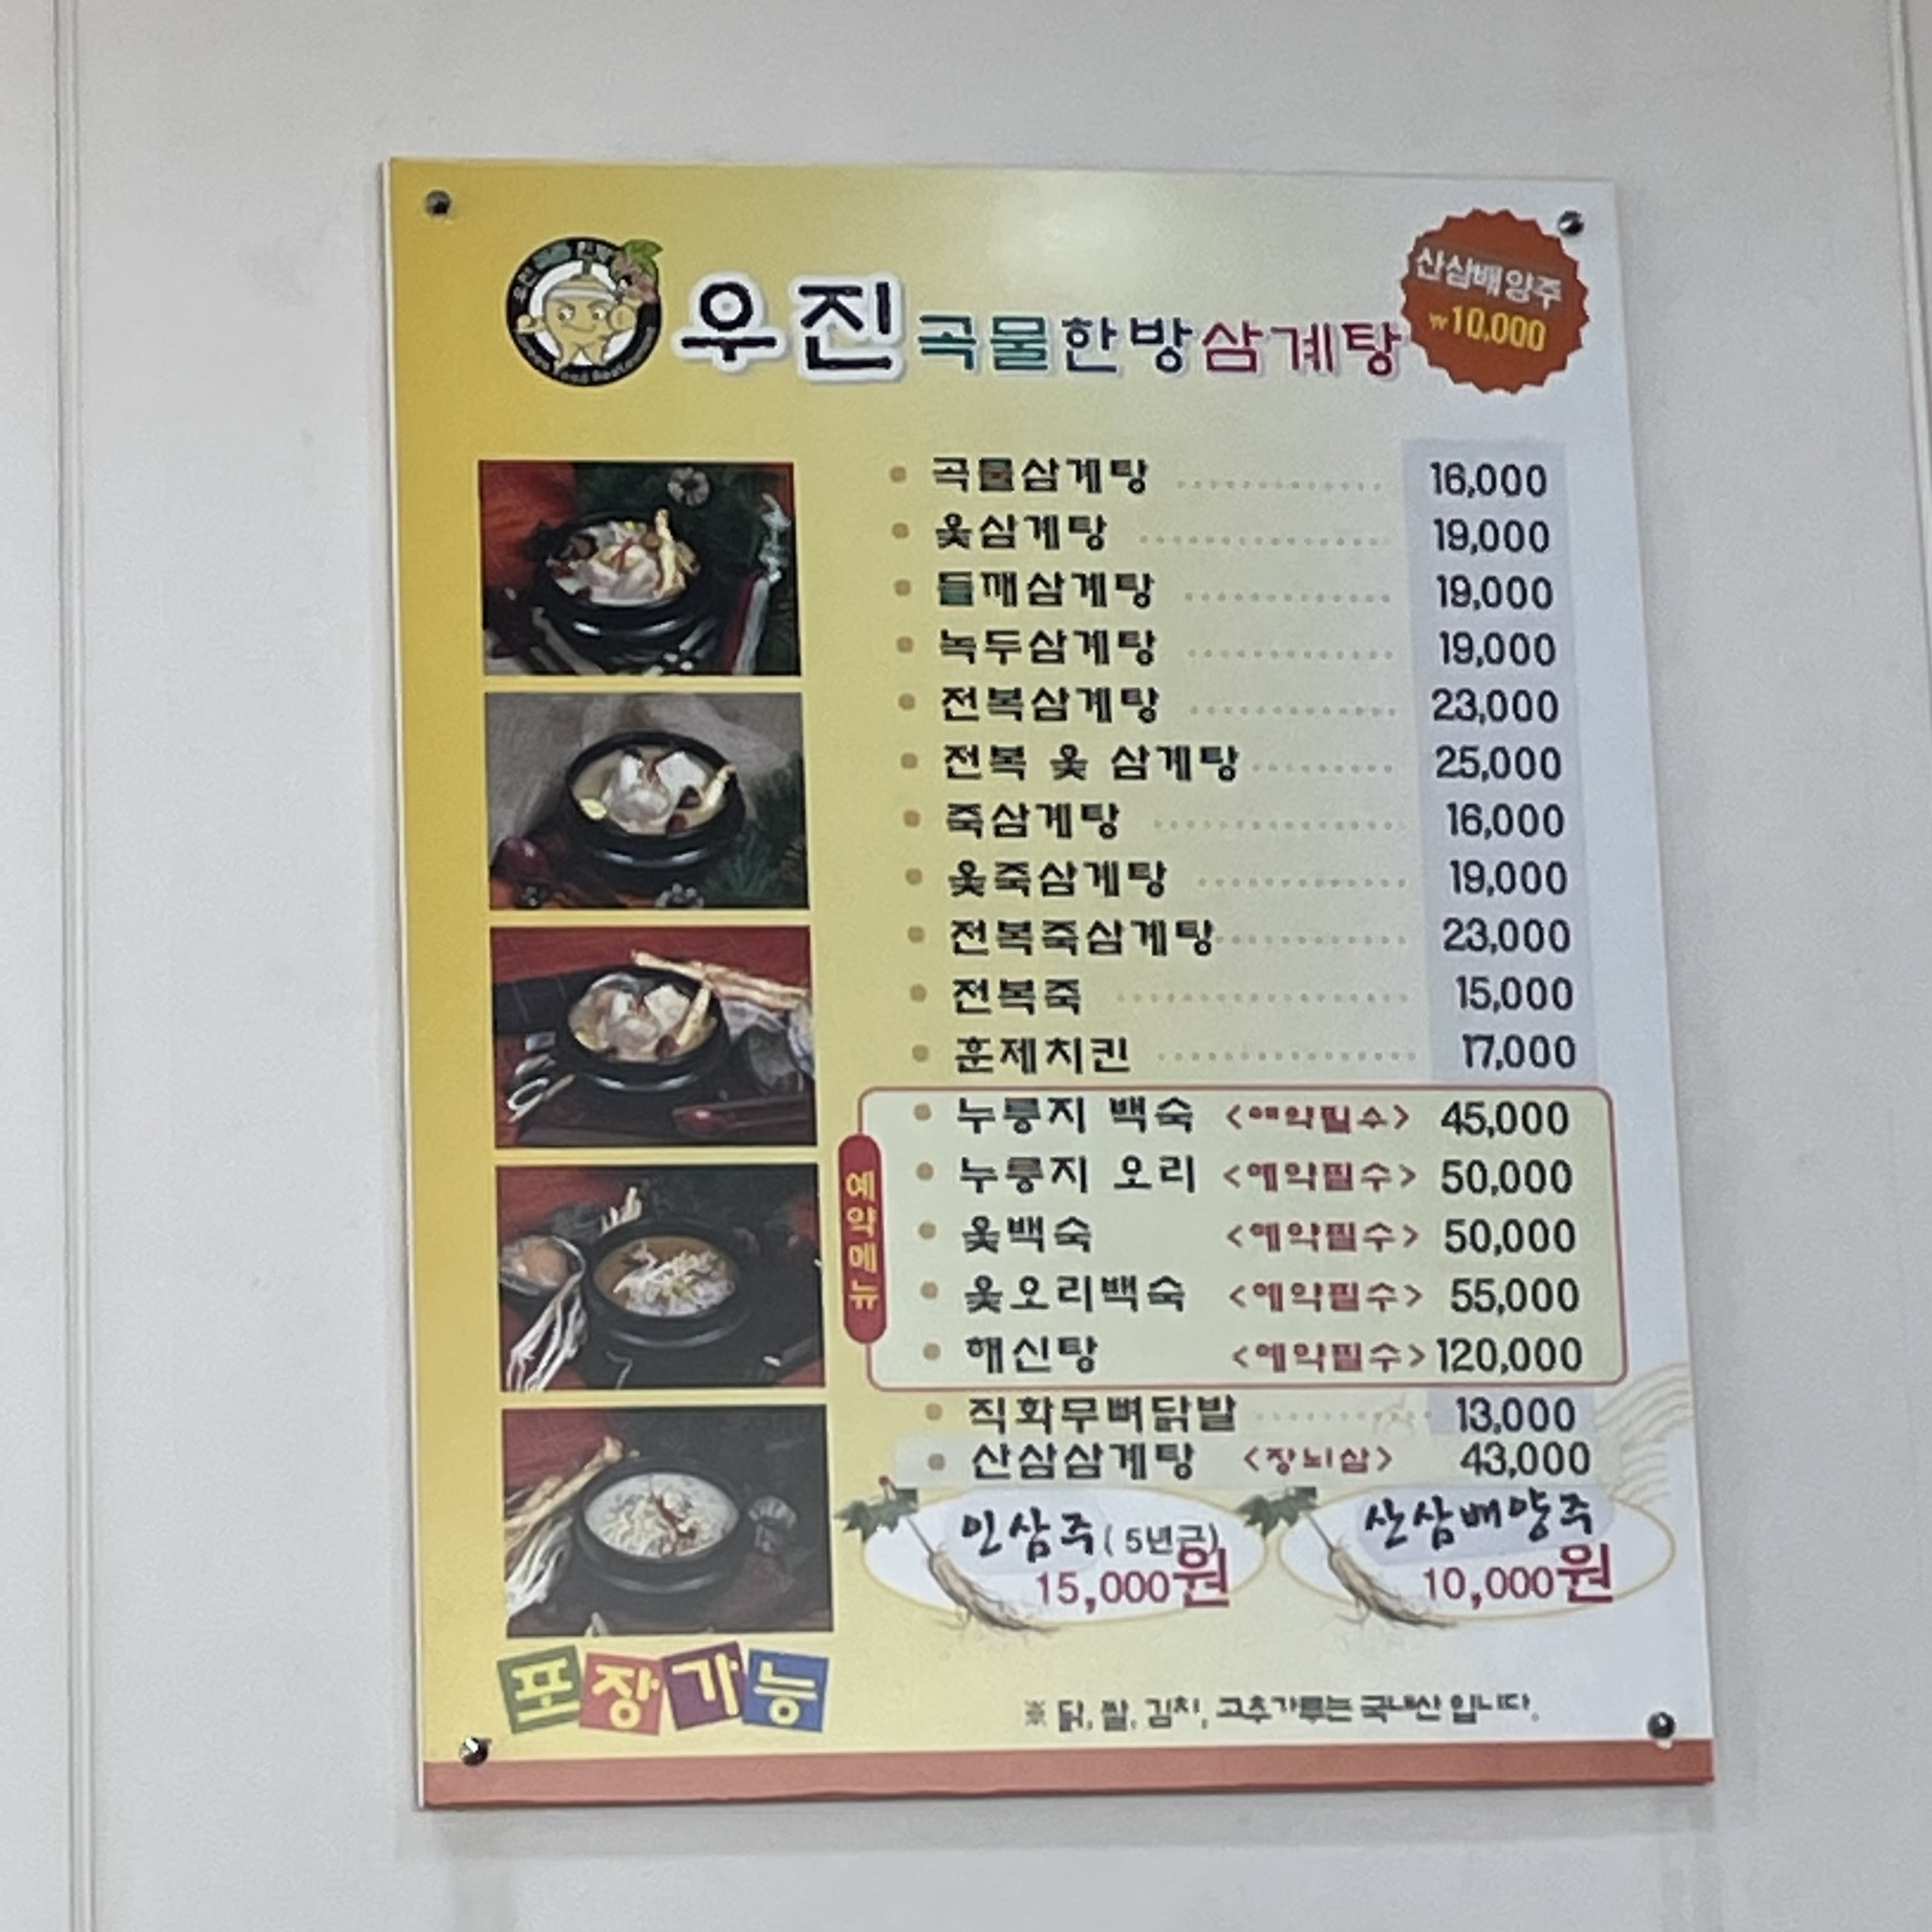 우진 곡물한방삼계탕
산삼배양주
₩10,000
곡물삼계탕 16,000
옻삼계탕 19,000
들깨삼계탕 19,000
녹두삼계탕 19,000
전복삼계탕 23,000
전복 옻 삼계탕 25,000
죽삼계탕 16,000
옻죽삼계탕 19,000
전복죽삼계탕 23,000
전복죽 15,000
훈제치킨 17,000
예약메뉴
누룽지 백숙 <예약필수> 45,000
누룽지 오리 <예약필수> 50,000
옻백숙 <예약필수> 50,000
옻오리백숙 <예약필수> 55,000
해신탕 <예약필수> 120,000
직화무뼈닭발 13,000
산삼삼계탕 <장뇌삼> 43,000
인삼주 (5년근)
15,000원
산삼배양주
10,000원
포장가능
※ 닭, 쌀, 김치, 고추가루는 국내산 입니다.